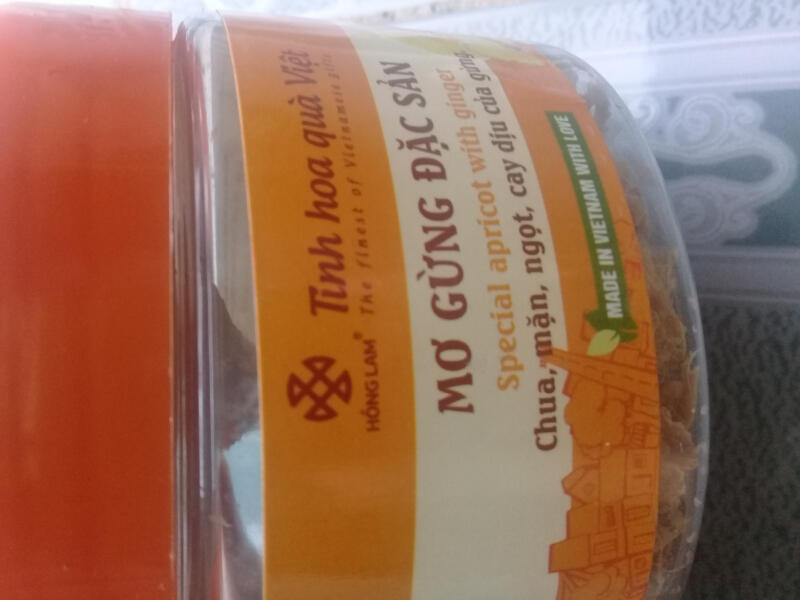 HỒNG LAM®
Tinh hoa quà Việt
The finest of Vietnamese gifts
MƠ GỪNG ĐẶC SẢN
Special apricot with ginger
Chua, mặn, ngọt, cay dịu của gừng
MADE IN VIETNAM WITH LOVE